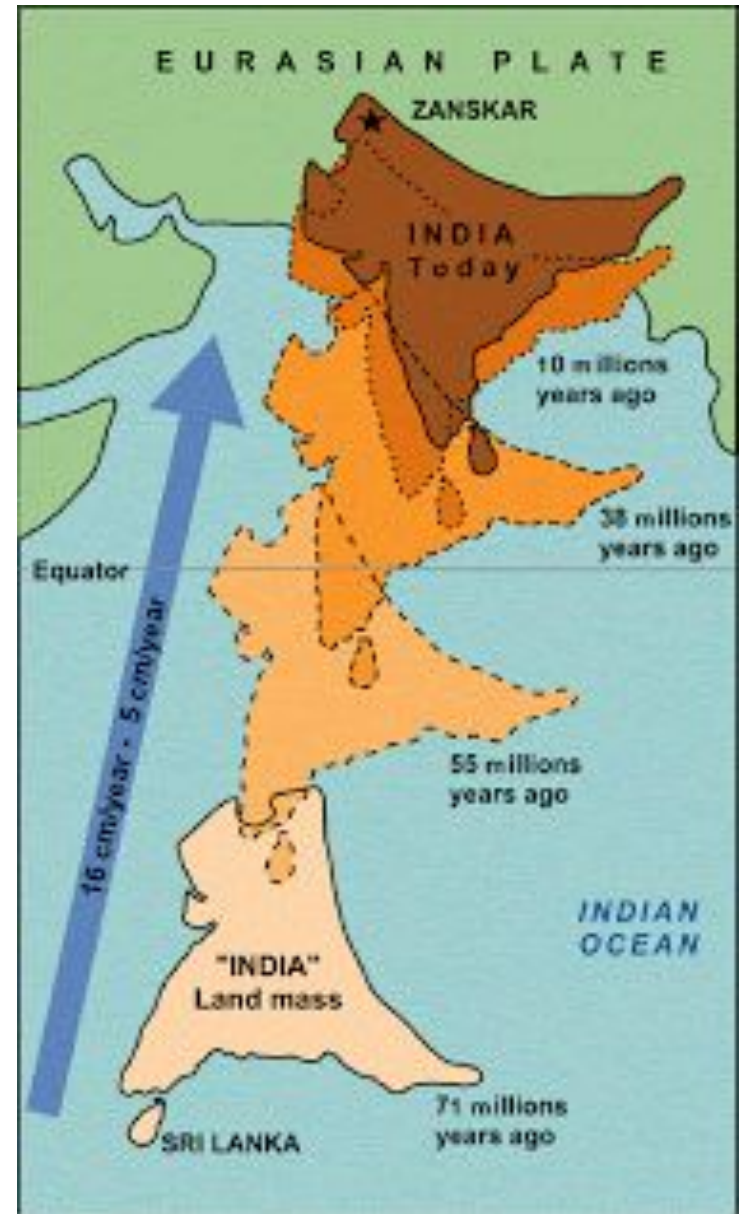 EURASIAN PLATE
ZANSKAR
INDIA
Today
10 millions
years ago
38 millions
years ago
Equator
16 cm/year - 5 cm/year
55 millions
years ago
INDIAN
OCEAN
"INDIA"
Land mass
71 millions
years ago
SRI LANKA